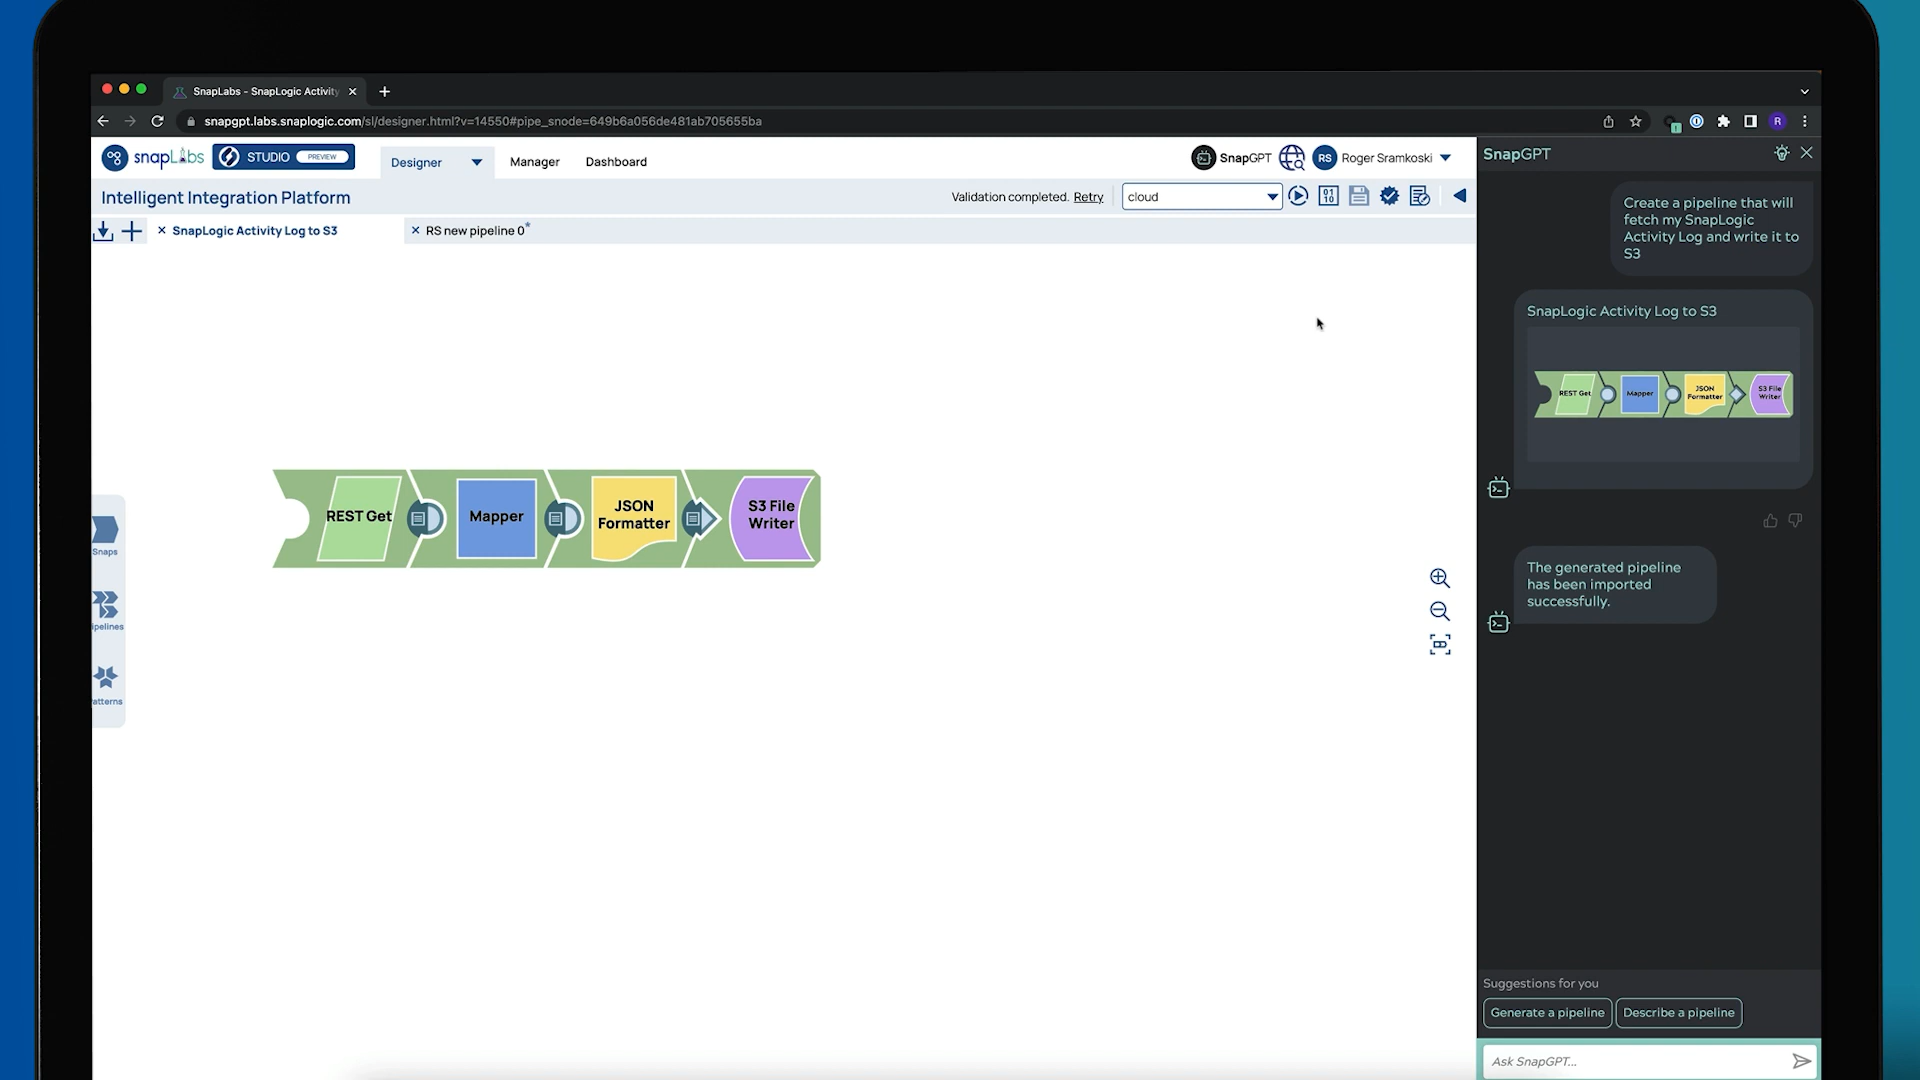 SnapLabs - SnapLogic Activity
snapgpt.labs.snaplogic.com/sl/designer.html?v=14550#pipe_snode=649b6a056de481ab705655ba
R
snapLabs
STUDIO PREVIEW
Designer
Manager
Dashboard
SnapGPT
RS
Roger Sramkoski
Intelligent Integration Platform
Validation completed. Retry
cloud
SnapLogic Activity Log to S3
RS new pipeline 0*
REST Get
Mapper
JSON
Formatter
S3 File
Writer
Snaps
ipelines
atterns
SnapGPT
Create a pipeline that will
fetch my SnapLogic
Activity Log and write it to
S3
SnapLogic Activity Log to S3
REST Get
Mapper
JSON
Formatter
S3 File
Writer
The generated pipeline
has been imported
successfully.
Suggestions for you
Generate a pipeline
Describe a pipeline
Ask SnapGPT...